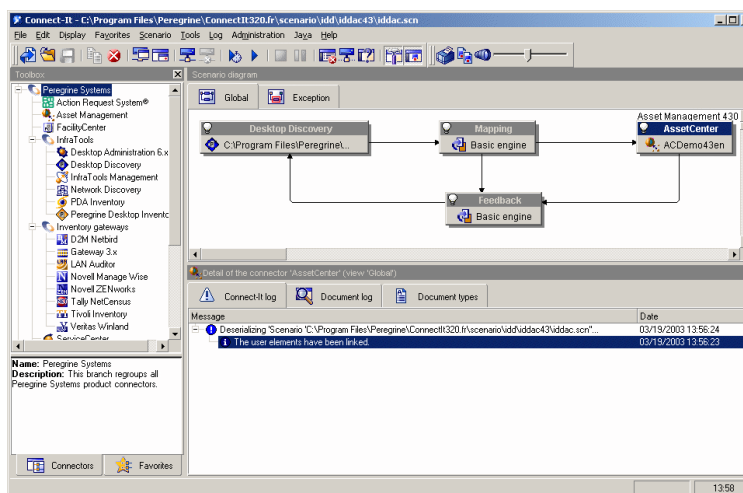 Connect-It - C:\Program Files\Peregrine\ConnectIt320.fr\scenario\idd\iddac43\iddac.scn
File Edit Display Favorites Scenario Tools Log Administration Java Help
Toolbox
Peregrine Systems
Action Request System®
Asset Management
FacilityCenter
InfraTools
Desktop Administration 6.x
Desktop Discovery
InfraTools Management
Network Discovery
PDA Inventory
Peregrine Desktop Invento
Inventory gateways
D2M Netbird
Gateway 3.x
LAN Auditor
Novell Manage Wise
Novell ZENworks
Tally NetCensus
Tivoli Inventory
Veritas Winland
ServiceCenter
Name: Peregrine Systems
Description: This branch regroups all
Peregrine Systems product connectors.
Connectors Favorites
Scenario diagram
Global Exception
Asset Management 430
Desktop Discovery Mapping AssetCenter
C:\Program Files\Peregrine\... Basic engine ACDemo43en
Feedback
Basic engine
Detail of the connector 'AssetCenter' (view 'Global')
Connect-It log Document log Document types
Message Date
Deserializing 'Scenario 'C:\Program Files\Peregrine\ConnectIt320.fr\scenario\idd\iddac43\iddac.scn''... 03/19/2003 13:56:24
The user elements have been linked. 03/19/2003 13:56:23
13:58